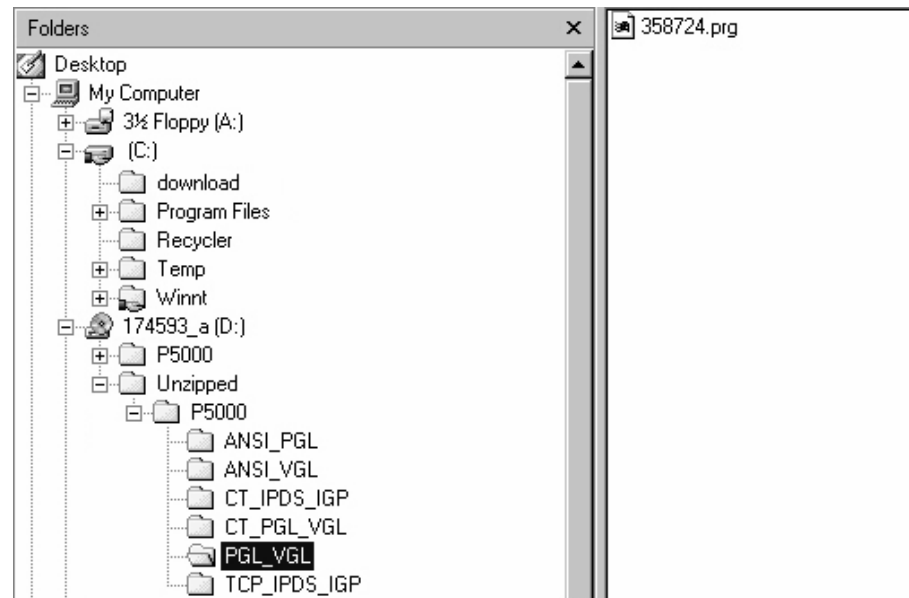 Folders
Desktop
My Computer
3½ Floppy (A:)
(C:)
download
Program Files
Recycler
Temp
Winnt
174593_a (D:)
P5000
Unzipped
P5000
ANSI_PGL
ANSI_VGL
CT_IPDS_IGP
CT_PGL_VGL
PGL_VGL
TCP_IPDS_IGP
358724.prg